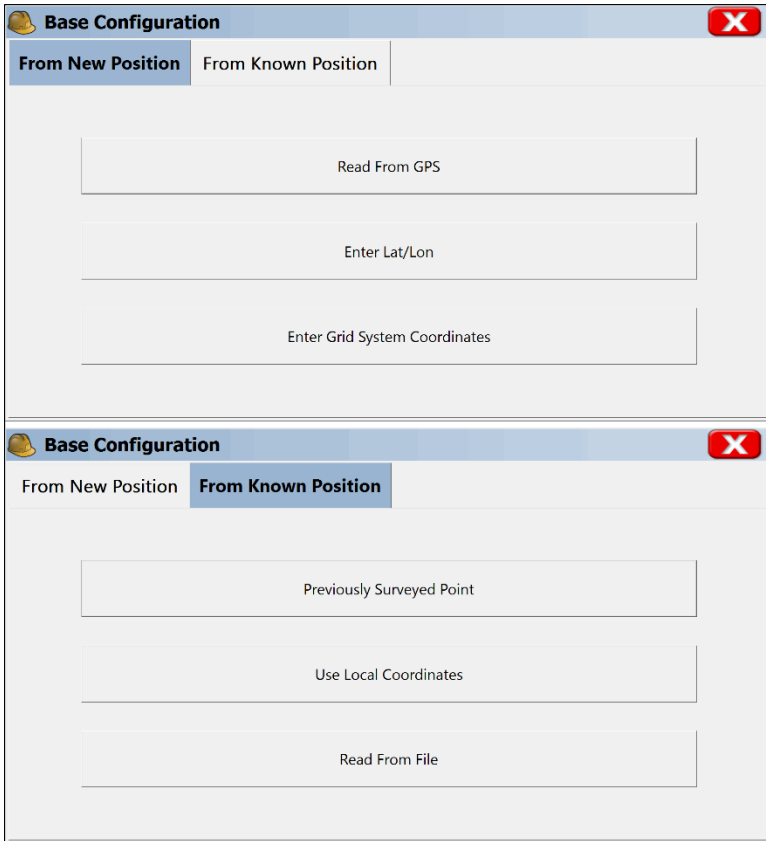 Base Configuration
From New Position From Known Position
Read From GPS
Enter Lat/Lon
Enter Grid System Coordinates
Base Configuration
From New Position From Known Position
Previously Surveyed Point
Use Local Coordinates
Read From File